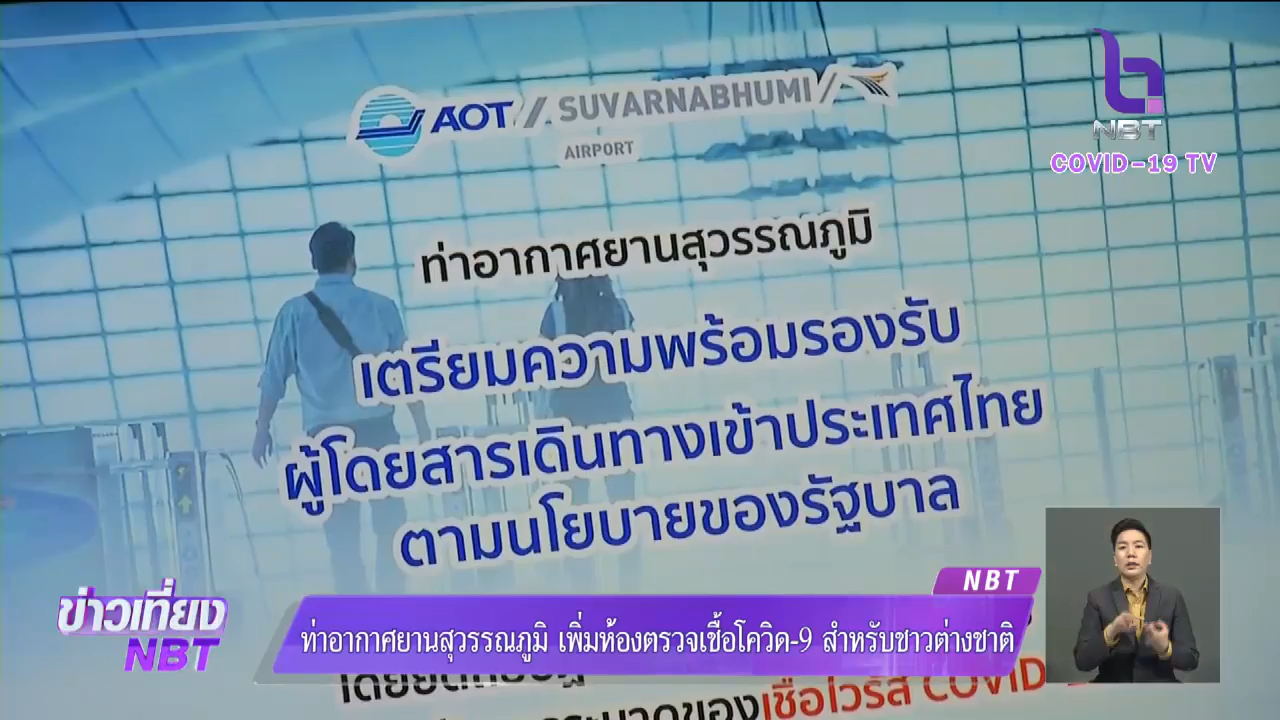 AOT
SUVARNABHUMI
AIRPORT
NBT
COVID-19 TV
ท่าอากาศยานสุวรรณภูมิ
เตรียมความพร้อมรองรับ
ผู้โดยสารเดินทางเข้าประเทศไทย
ตามนโยบายของรัฐบาล
NBT
ข่าวเที่ยง
NBT
ท่าอากาศยานสุวรรณภูมิ เพิ่มห้องตรวจเชื้อโควิด-9 สำหรับชาวต่างชาติ
ของเชื้อไวรัส COVID